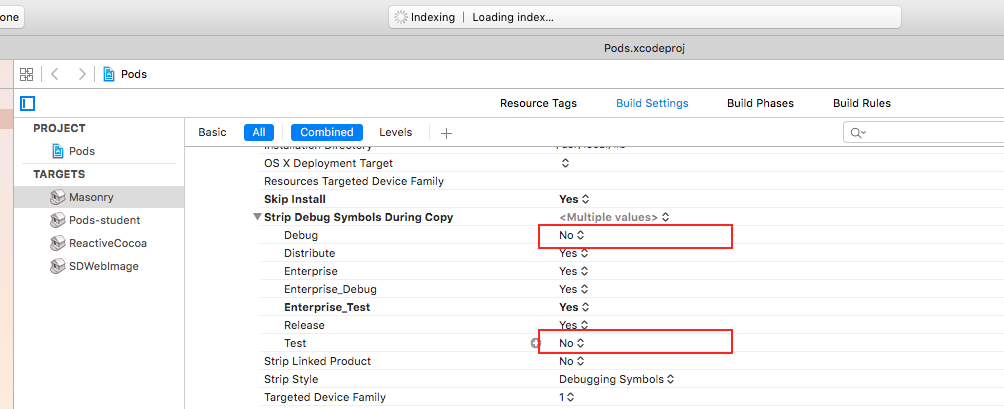 one
Indexing | Loading index...
Pods.xcodeproj
Pods
Resource Tags Build Settings Build Phases Build Rules
PROJECT
Basic All Combined Levels +
Pods
TARGETS
OS X Deployment Target
Resources Targeted Device Family
Masonry
Skip Install Yes
Pods-student
Strip Debug Symbols During Copy <Multiple values>
Debug No
ReactiveCocoa
Distribute Yes
SDWebImage
Enterprise Yes
Enterprise_Debug Yes
Enterprise_Test Yes
Release Yes
Test No
Strip Linked Product No
Strip Style Debugging Symbols
Targeted Device Family 1